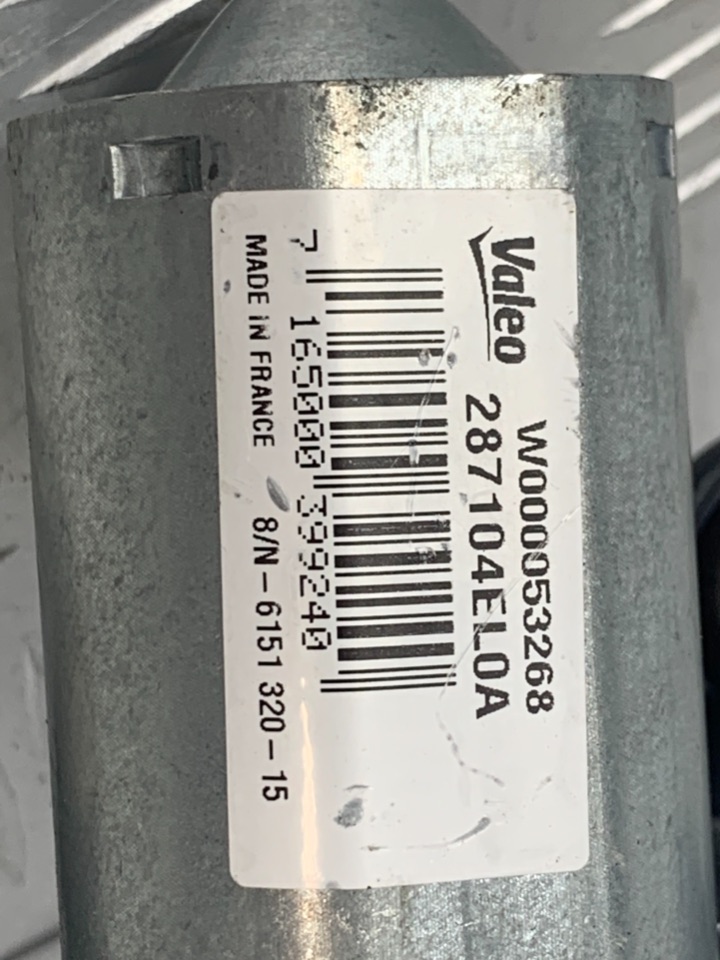 Valeo
W000053268
287104EL0A
7 165000 399240
MADE IN FRANCE 8/N-6151 320-15